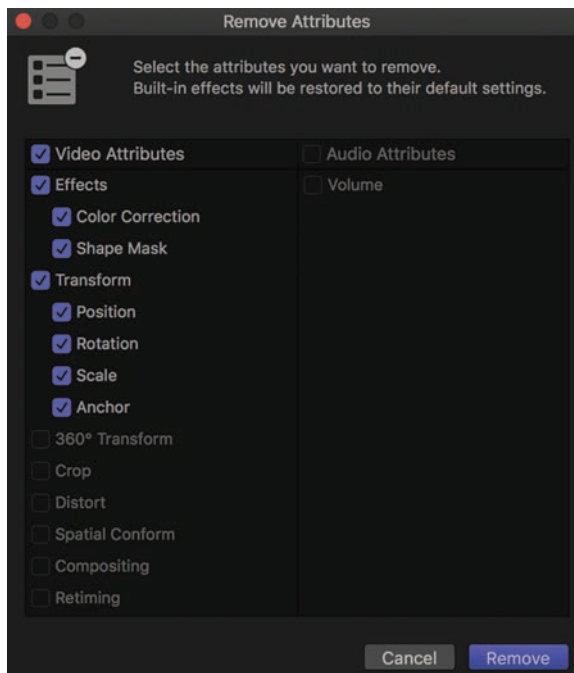 Remove Attributes
Select the attributes you want to remove.
Built-in effects will be restored to their default settings.
Video Attributes
Effects
Color Correction
Shape Mask
Transform
Position
Rotation
Scale
Anchor
360° Transform
Crop
Distort
Spatial Conform
Compositing
Retiming
Audio Attributes
Volume
Cancel
Remove